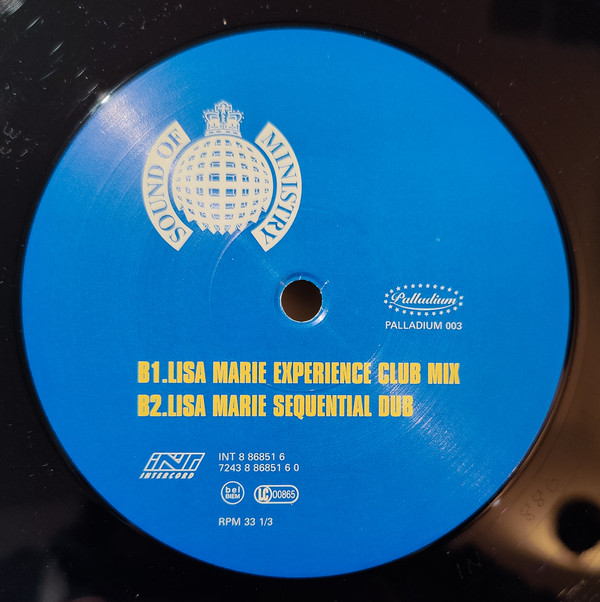 SOUND OF
MINISTRY
Palladium
PALLADIUM 003
B1.LISA MARIE EXPERIENCE CLUB MIX
B2.LISA MARIE SEQUENTIAL DUB
INT
INTERCORD
INT 8 86851 6
7243 8 86851 6 0
bel
BIEM
LC 00865
RPM 33 1/3